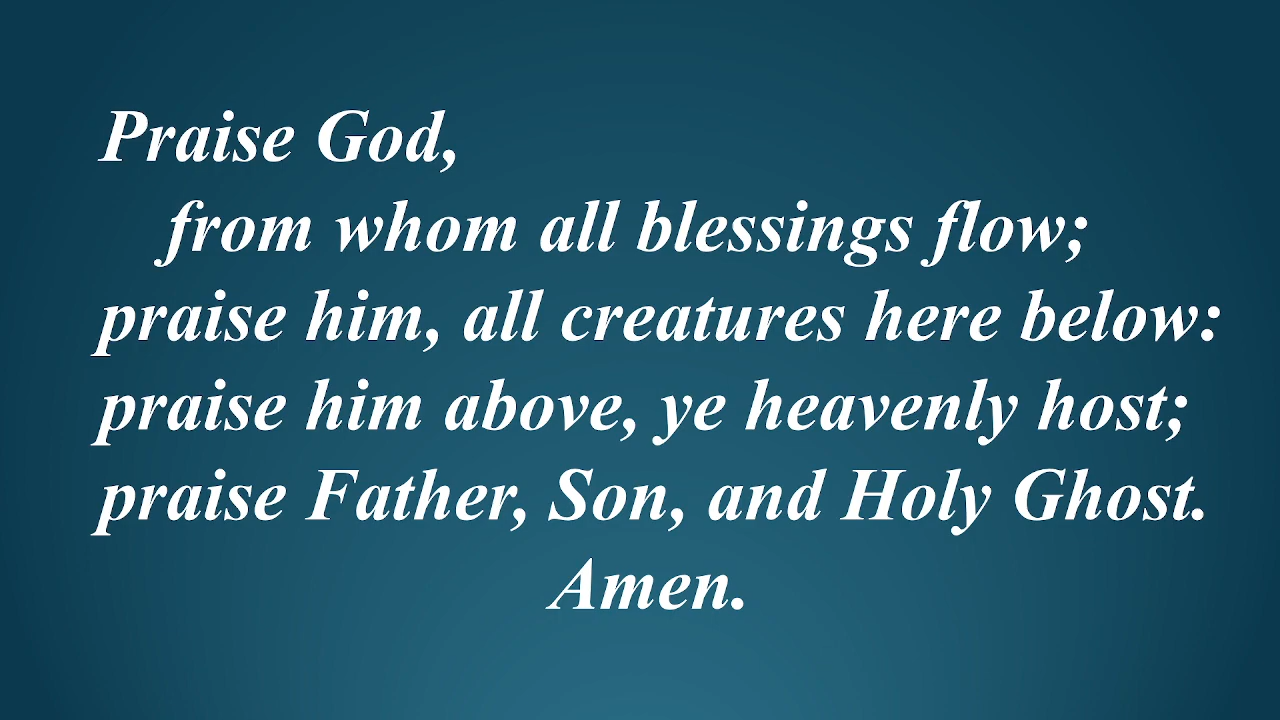 Praise God,
from whom all blessings flow;
praise him, all creatures here below:
praise him above, ye heavenly host;
praise Father, Son, and Holy Ghost.
Amen.